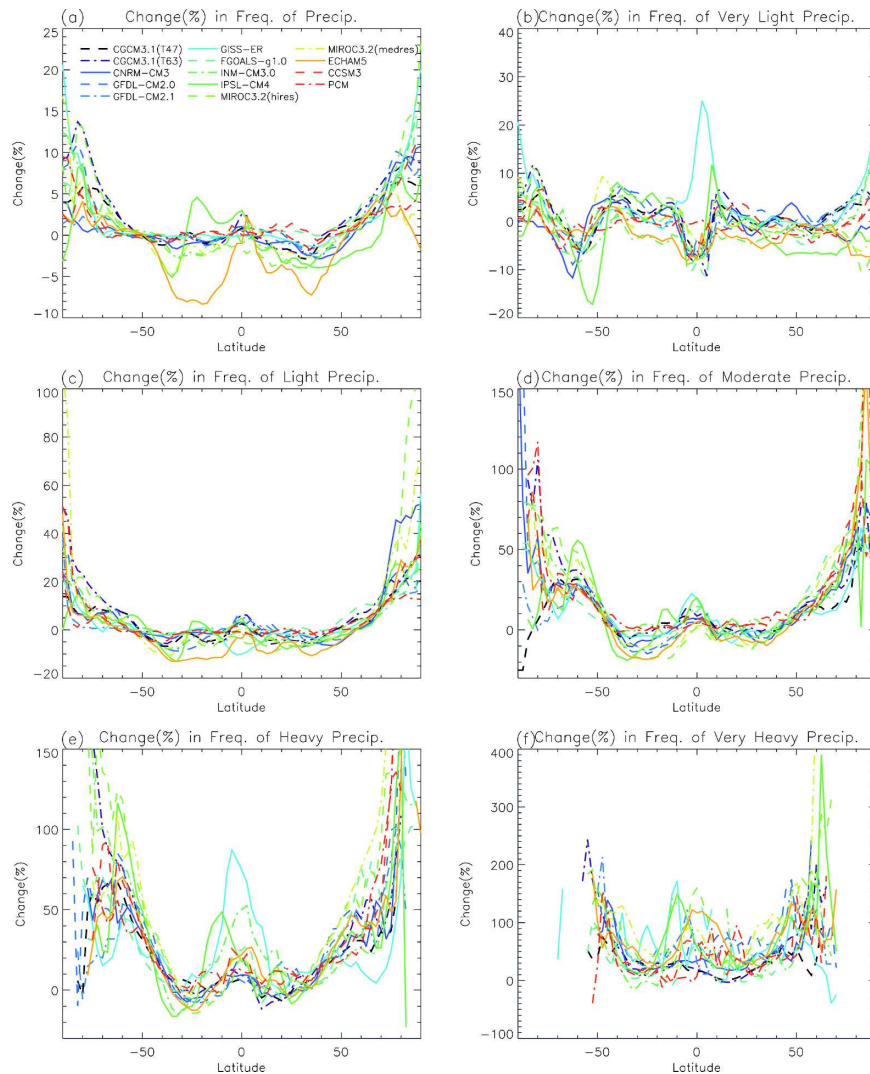 (a) Change(%) in Freq. of Precip.
25
20
15
10
5
0
−5
−10
Change(%)
CGCM3.1(T47)
CGCM3.1(T63)
CNRM−CM3
GFDL−CM2.0
GFDL−CM2.1
GISS−ER
FGOALS−g1.0
INM−CM3.0
IPSL−CM4
MIROC3.2(hires)
MIROC3.2(medres)
ECHAM5
CCSM3
PCM
−50 0 50
Latitude
(b) Change(%) in Freq. of Very Light Precip.
40
30
20
10
0
−10
−20
Change(%)
−50 0 50
Latitude
(c) Change(%) in Freq. of Light Precip.
100
80
60
40
20
0
−20
Change(%)
−50 0 50
Latitude
(d) Change(%) in Freq. of Moderate Precip.
150
100
50
0
Change(%)
−50 0 50
Latitude
(e) Change(%) in Freq. of Heavy Precip.
150
100
50
0
Change(%)
−50 0 50
Latitude
(f) Change(%) in Freq. of Very Heavy Precip.
400
300
200
100
0
−100
Change(%)
−50 0 50
Latitude